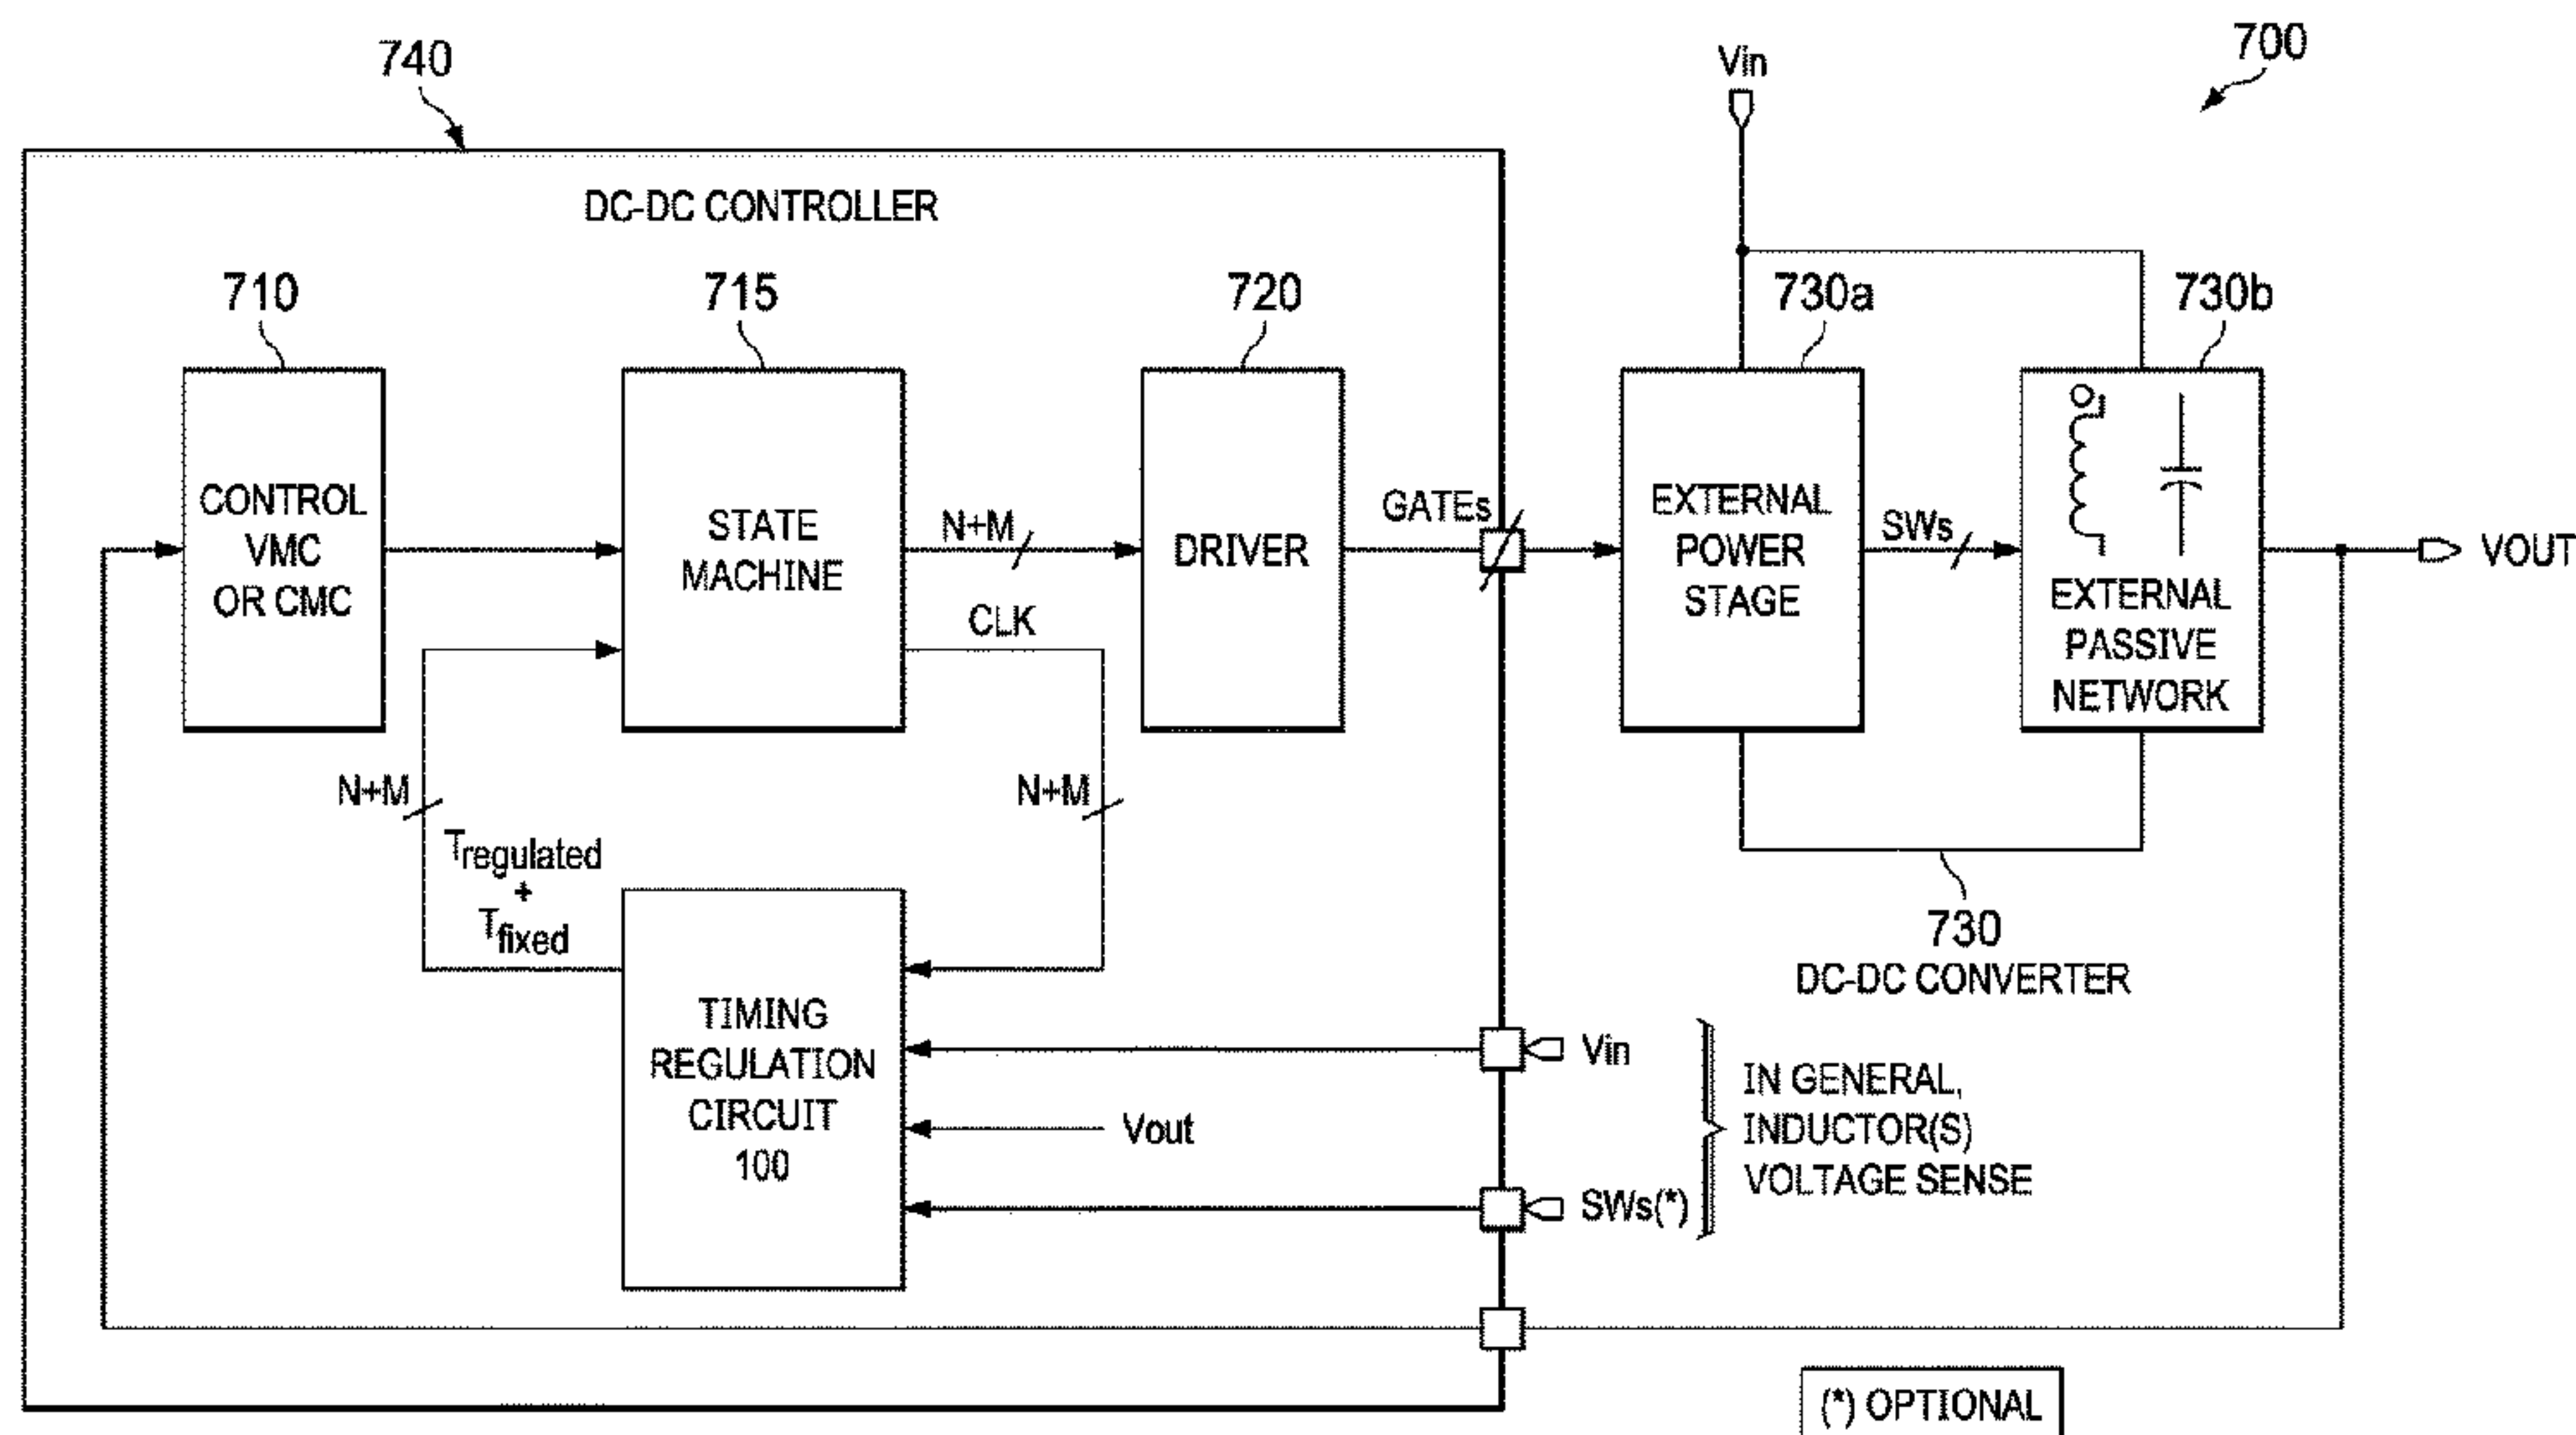 740
Vin
700
DC-DC CONTROLLER
710
715
720
730a
730b
CONTROL
VMC
OR CMC
STATE
MACHINE
N+M
CLK
DRIVER
GATEs
EXTERNAL
POWER
STAGE
SWs
EXTERNAL
PASSIVE
NETWORK
VOUT
N+M
Tregulated
+
Tfixed
N+M
730
DC-DC CONVERTER
TIMING
REGULATION
CIRCUIT
100
Vin
Vout
SWs(*)
IN GENERAL,
INDUCTOR(S)
VOLTAGE SENSE
(*) OPTIONAL